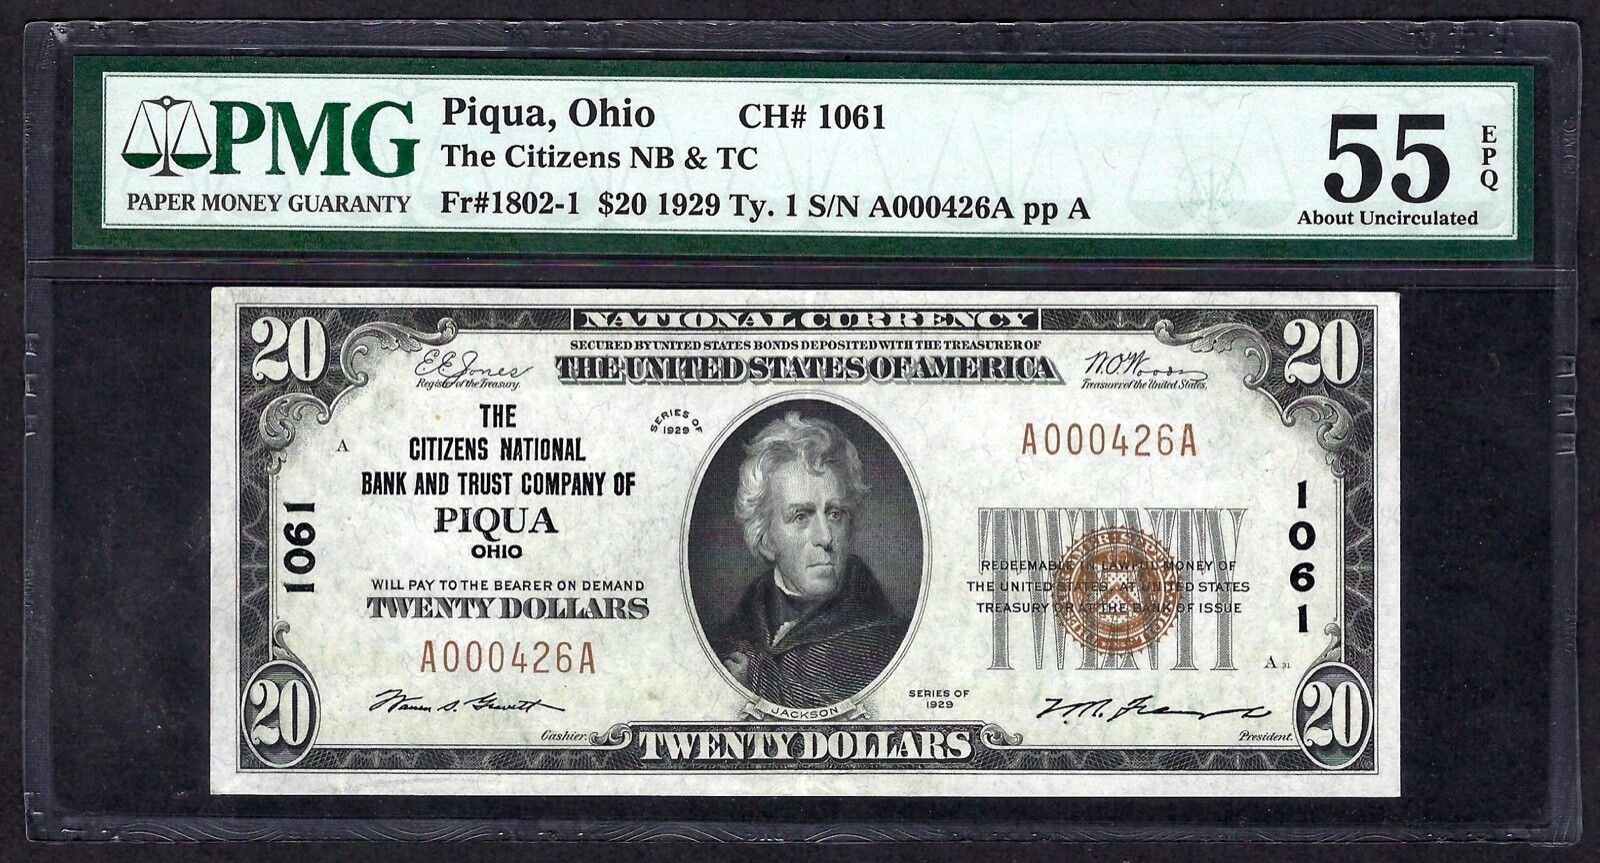 PMG
PAPER MONEY GUARANTY
Piqua, Ohio CH# 1061
The Citizens NB & TC
Fr#1802-1 $20 1929 Ty. 1 S/N A000426A pp A
55 EPQ
About Uncirculated
NATIONAL CURRENCY
SECURED BY UNITED STATES BONDS DEPOSITED WITH THE TREASURER OF
THE UNITED STATES OF AMERICA
20
20
E.E. Jones
Register of the Treasury.
W.O. Woods
Treasurer of the United States.
THE
CITIZENS NATIONAL
BANK AND TRUST COMPANY OF
PIQUA
OHIO
A
SERIES OF
1929
A000426A
1061
1061
WILL PAY TO THE BEARER ON DEMAND
TWENTY DOLLARS
A000426A
TWENTY
REDEEMABLE IN LAWFUL MONEY OF
THE UNITED STATES AT UNITED STATES
TREASURY OR AT THE BANK OF ISSUE
A 31
JACKSON
SERIES OF
1929
Cashier.
President.
20
TWENTY DOLLARS
20